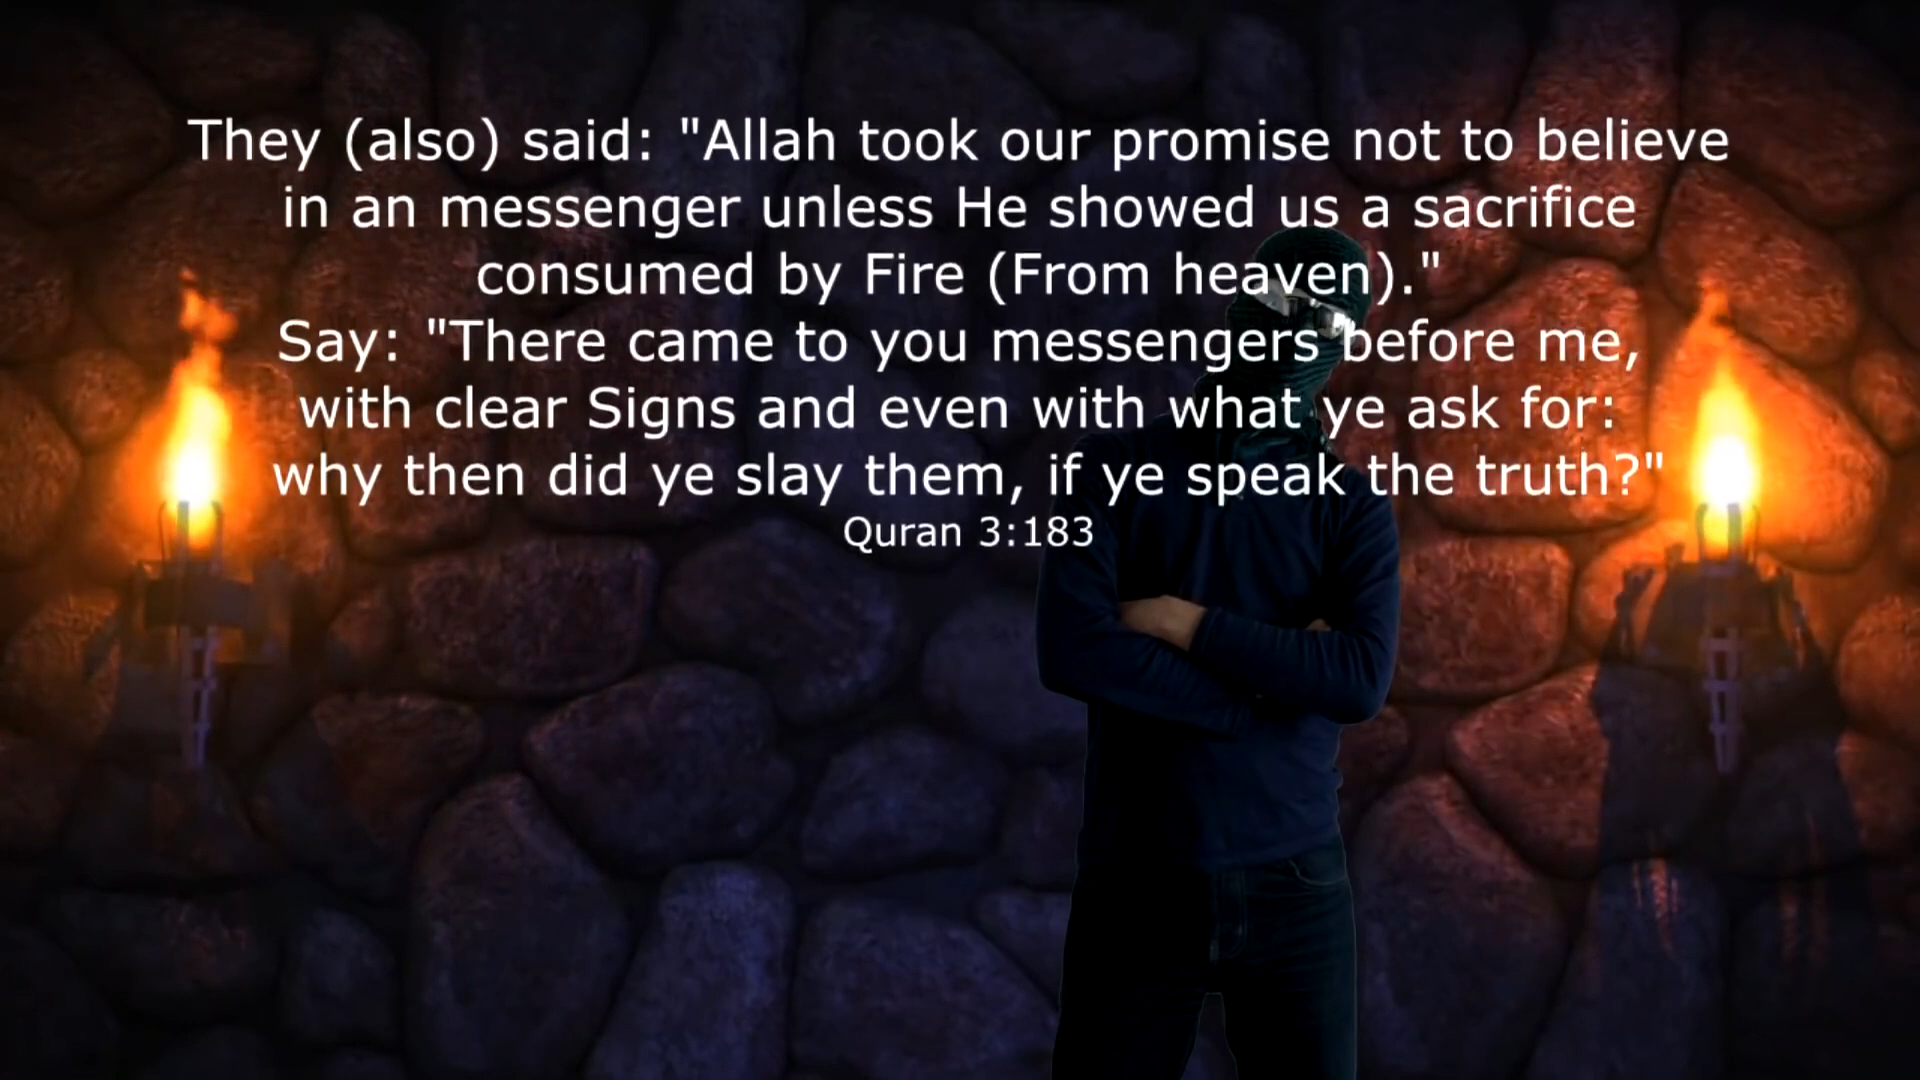 They (also) said: "Allah took our promise not to believe
in an messenger unless He showed us a sacrifice
consumed by Fire (From heaven)."
Say: "There came to you messengers before me,
with clear Signs and even with what ye ask for:
why then did ye slay them, if ye speak the truth?"
Quran 3:183